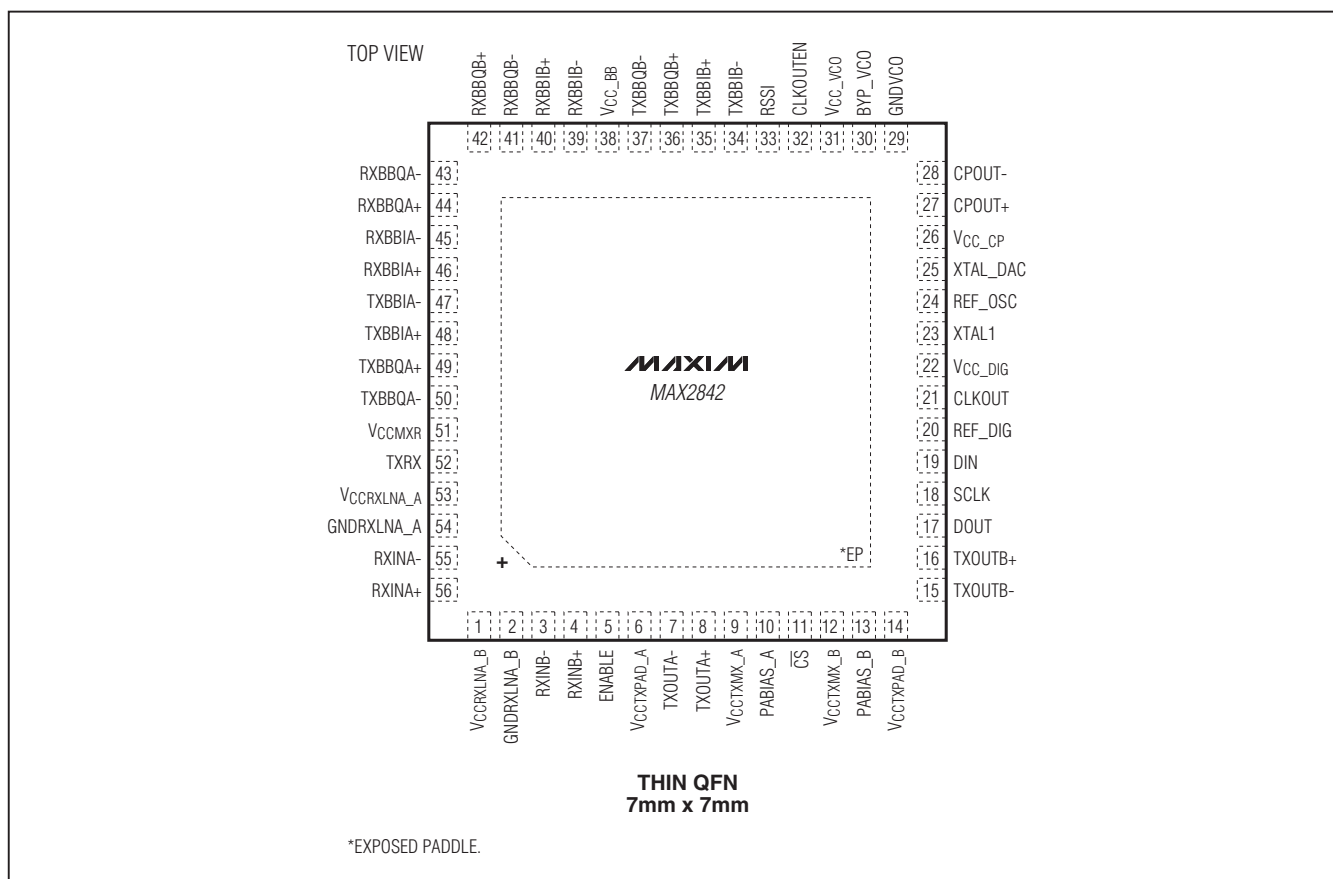 TOP VIEW
RXBBQB+
RXBBQB-
RXBBIB+
RXBBIB-
VCC_BB
TXBBQB-
TXBBQB+
TXBBIB+
TXBBIB-
RSSI
CLKOUTEN
VCC_VCO
BYP_VCO
GNDVCO
42 41 40 39 38 37 36 35 34 33 32 31 30 29
RXBBQA- 43
RXBBQA+ 44
RXBBIA- 45
RXBBIA+ 46
TXBBIA- 47
TXBBIA+ 48
TXBBQA+ 49
TXBBQA- 50
VCCMXR 51
TXRX 52
VCCRXLNA_A 53
GNDRXLNA_A 54
RXINA- 55
RXINA+ 56
MAXIM
MAX2842
+
*EP
28 CPOUT-
27 CPOUT+
26 VCC_CP
25 XTAL_DAC
24 REF_OSC
23 XTAL1
22 VCC_DIG
21 CLKOUT
20 REF_DIG
19 DIN
18 SCLK
17 DOUT
16 TXOUTB+
15 TXOUTB-
1 2 3 4 5 6 7 8 9 10 11 12 13 14
VCCRXLNA_B
GNDRXLNA_B
RXINB-
RXINB+
ENABLE
VCCTXPAD_A
TXOUTA-
TXOUTA+
VCCTXMX_A
PABIAS_A
C̅S̅
VCCTXMX_B
PABIAS_B
VCCTXPAD_B
THIN QFN
7mm x 7mm
*EXPOSED PADDLE.